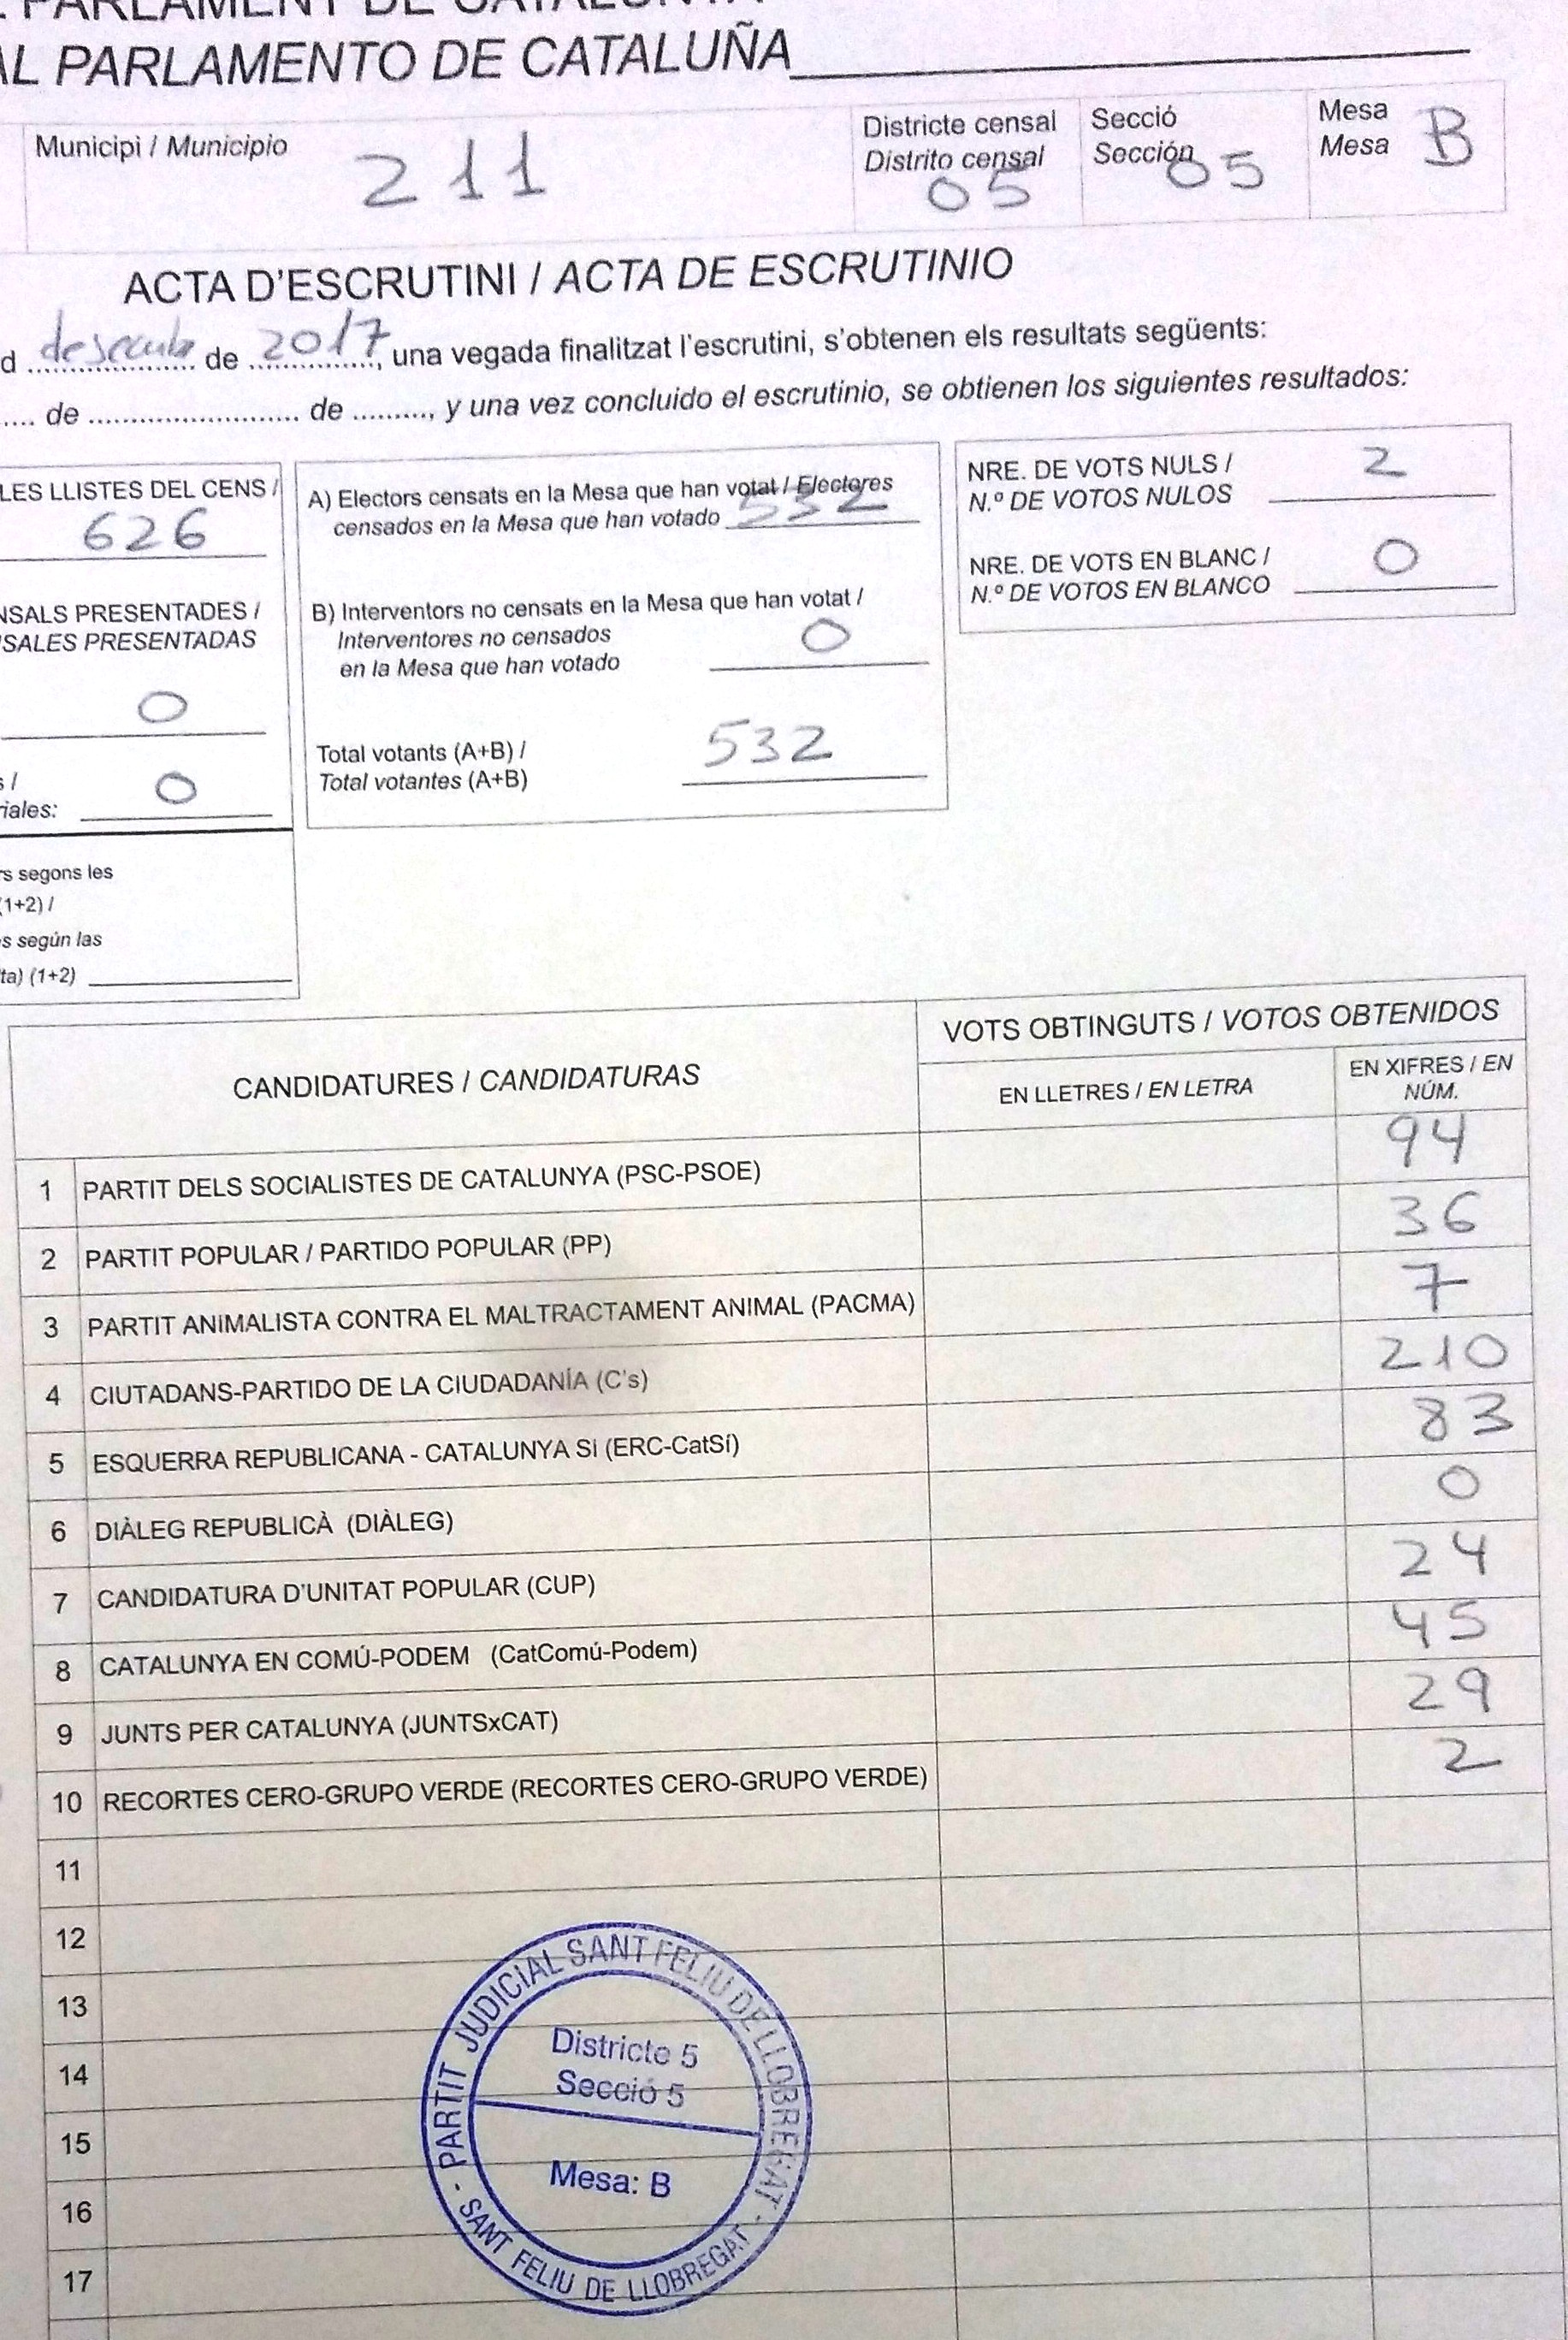 PARLAMENT DE CATALUNYA
AL PARLAMENTO DE CATALUÑA
Municipi / Municipio 211
Districte censal
Distrito censal
05
Secció
Sección
05
Mesa
Mesa
B
ACTA D'ESCRUTINI / ACTA DE ESCRUTINIO
d de 2017, una vegada finalitzat l'escrutini, s'obtenen els resultats següents:
.... de .......................... de ........., y una vez concluido el escrutinio, se obtienen los siguientes resultados:
LES LLISTES DEL CENS /
626
NSALS PRESENTADES /
SALES PRESENTADAS
0
s /
riales: 0
rs segons les
(1+2) /
s según las
ta) (1+2)
A) Electors censats en la Mesa que han votat / Electores
censados en la Mesa que han votado 532
B) Interventors no censats en la Mesa que han votat /
Interventores no censados
en la Mesa que han votado 0
Total votants (A+B) /
Total votantes (A+B) 532
NRE. DE VOTS NULS /
N.º DE VOTOS NULOS 2
NRE. DE VOTS EN BLANC /
N.º DE VOTOS EN BLANCO 0
CANDIDATURES / CANDIDATURAS
VOTS OBTINGUTS / VOTOS OBTENIDOS
EN LLETRES / EN LETRA
EN XIFRES / EN
NÚM.
1 PARTIT DELS SOCIALISTES DE CATALUNYA (PSC-PSOE) 94
2 PARTIT POPULAR / PARTIDO POPULAR (PP) 36
3 PARTIT ANIMALISTA CONTRA EL MALTRACTAMENT ANIMAL (PACMA) 7
4 CIUTADANS-PARTIDO DE LA CIUDADANÍA (C's) 210
5 ESQUERRA REPUBLICANA - CATALUNYA SÍ (ERC-CatSí) 83
6 DIÀLEG REPUBLICÀ (DIÀLEG) 0
7 CANDIDATURA D'UNITAT POPULAR (CUP) 24
8 CATALUNYA EN COMÚ-PODEM (CatComú-Podem) 45
9 JUNTS PER CATALUNYA (JUNTSxCAT) 29
10 RECORTES CERO-GRUPO VERDE (RECORTES CERO-GRUPO VERDE) 2
11
12
13
14
15
16
17
PARTIT JUDICIAL SANT FELIU DE LLOBREGAT - SANT FELIU DE LLOBREGAT -
Districte 5
Secció 5
Mesa: B